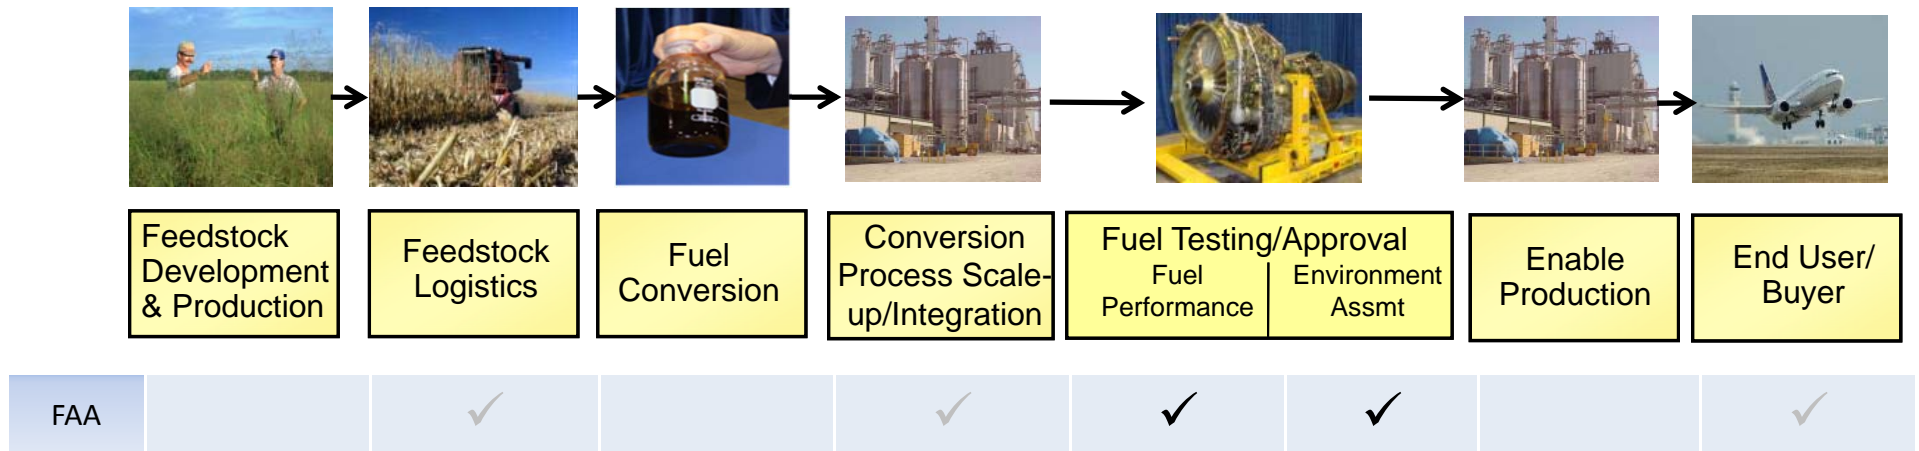 Feedstock
Development
& Production
Feedstock
Logistics
Fuel
Conversion
Conversion
Process Scale-
up/Integration
Fuel Testing/Approval
Fuel
Performance
Environment
Assmt
Enable
Production
End User/
Buyer
FAA ✓ ✓ ✓ ✓ ✓